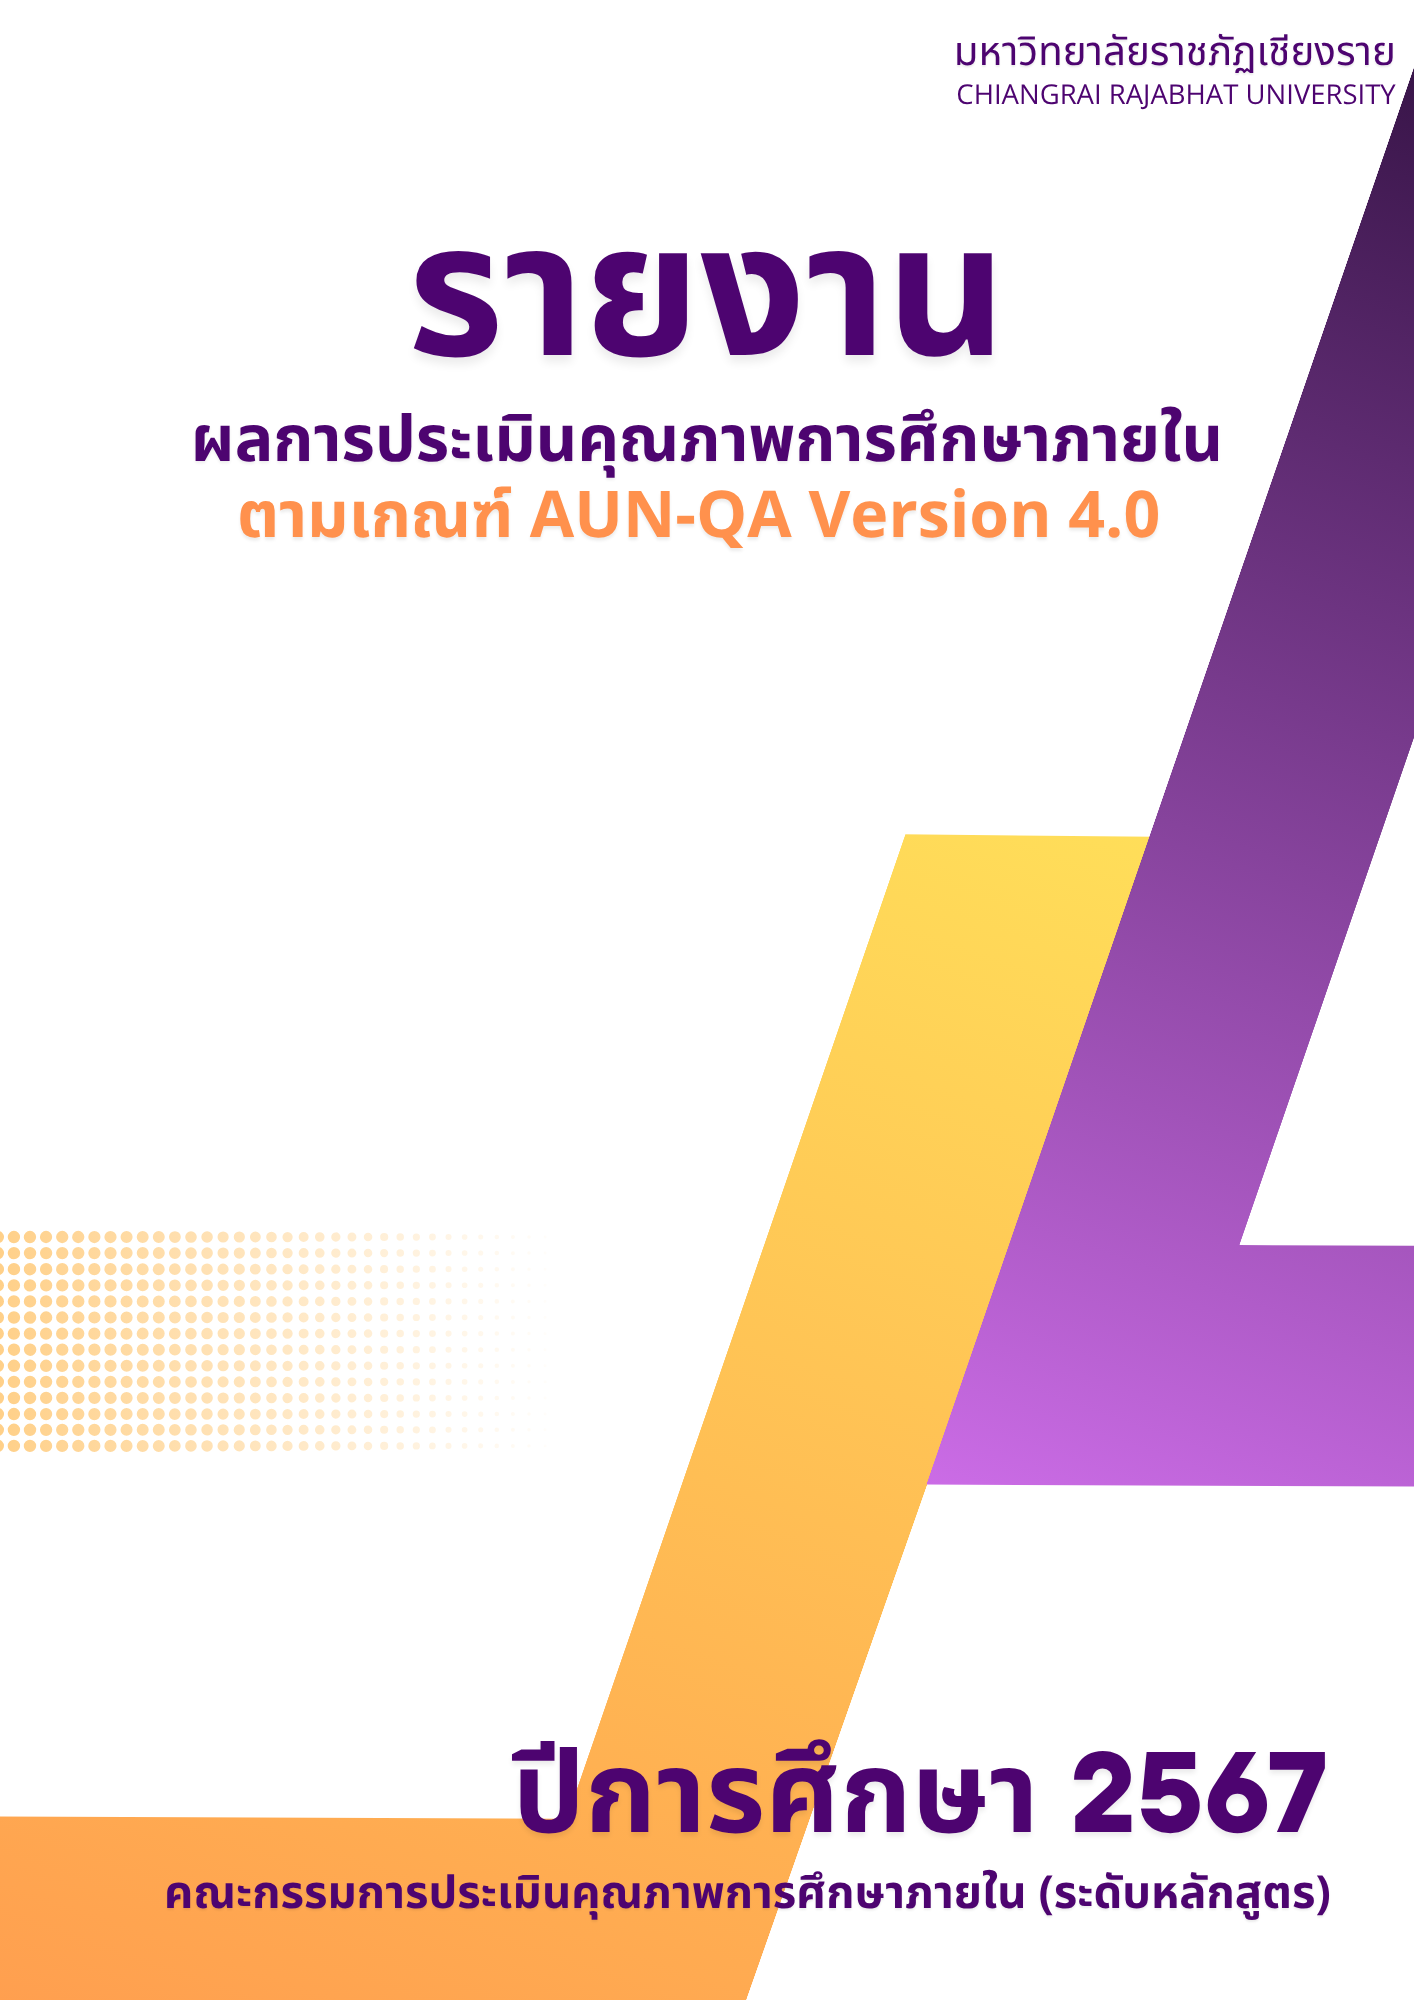 มหาวิทยาลัยราชภัฏเชียงราย
CHIANGRAI RAJABHAT UNIVERSITY
รายงาน
ผลการประเมินคุณภาพการศึกษาภายใน
ตามเกณฑ์ AUN-QA Version 4.0
ปีการศึกษา 2567
คณะกรรมการประเมินคุณภาพการศึกษาภายใน (ระดับหลักสูตร)